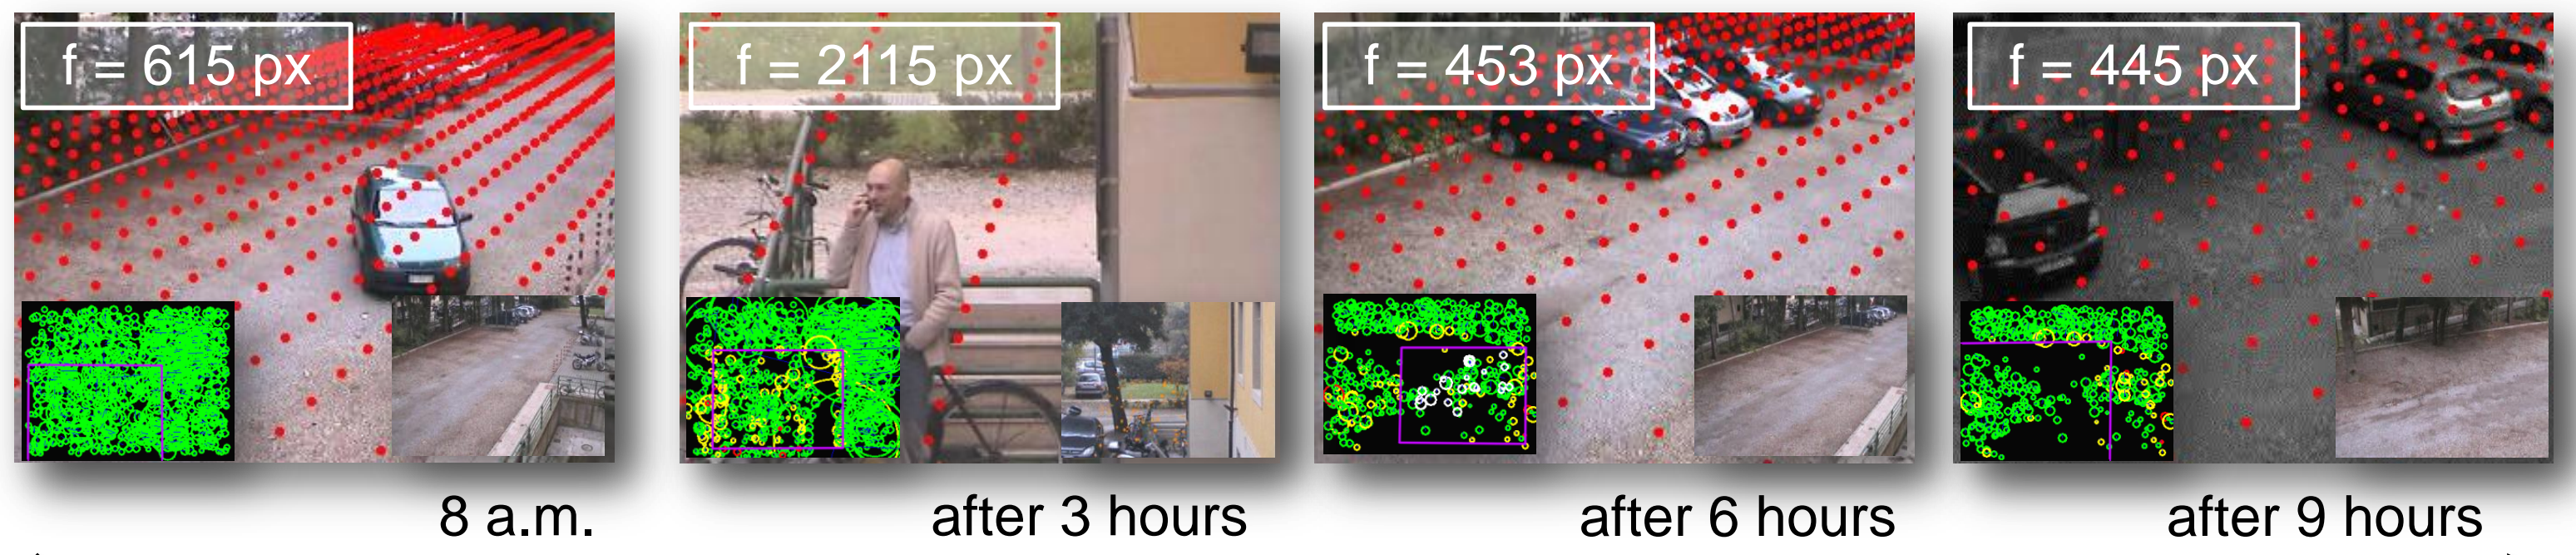 f = 615 px
f = 2115 px
f = 453 px
f = 445 px
8 a.m.
after 3 hours
after 6 hours
after 9 hours